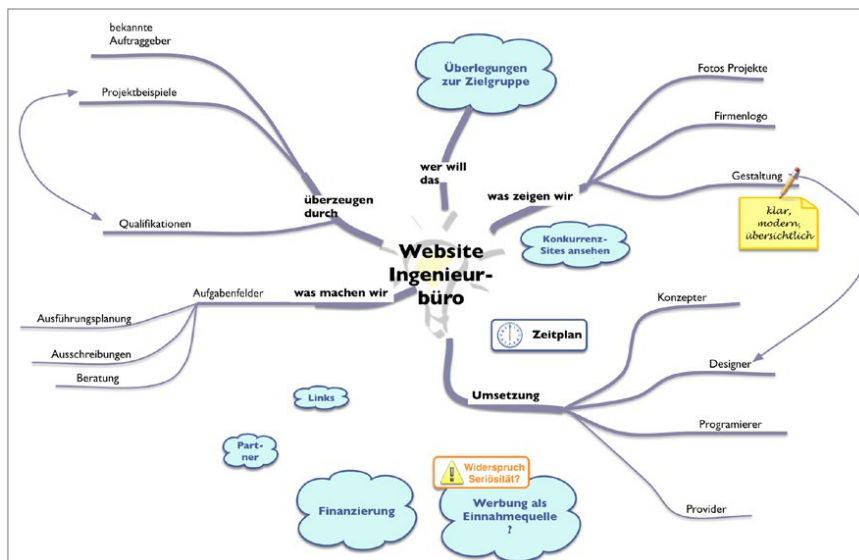 bekannte
Auftraggeber
Projektbeispiele
Qualifikationen
überzeugen
durch
Überlegungen
zur Zielgruppe
wer will
das
was zeigen wir
Fotos Projekte
Firmenlogo
Gestaltung
klar,
modern,
übersichtlich
Konkurrenz-
Sites ansehen
Website
Ingenieur-
büro
was machen wir
Aufgabenfelder
Ausführungsplanung
Ausschreibungen
Beratung
Zeitplan
Umsetzung
Konzepter
Designer
Programierer
Provider
Links
Part-
ner
Finanzierung
Widerspruch
Seriösität?
Werbung als
Einnahmequelle
?